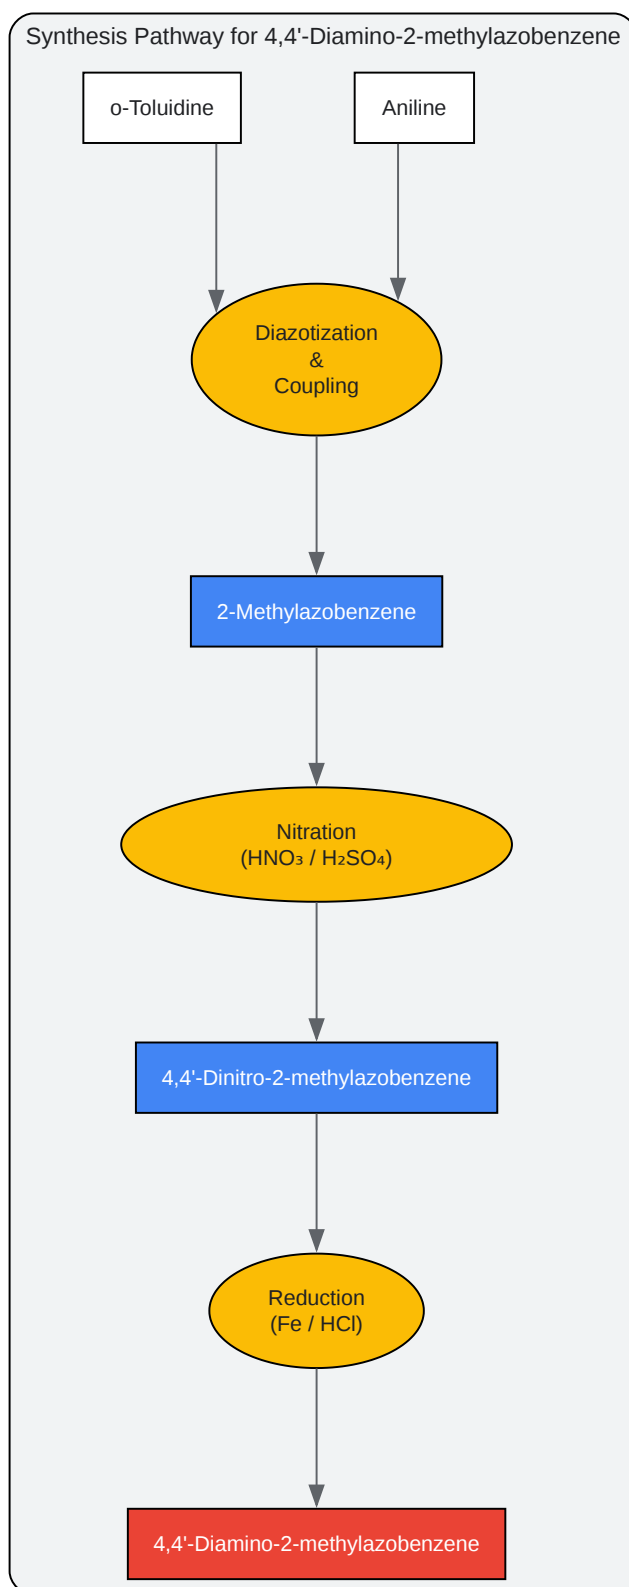 Synthesis Pathway for 4,4'-Diamino-2-methylazobenzene
o-Toluidine
Aniline
Diazotization
&
Coupling
2-Methylazobenzene
Nitration
(HNO₃ / H₂SO₄)
4,4'-Dinitro-2-methylazobenzene
Reduction
(Fe / HCl)
4,4'-Diamino-2-methylazobenzene